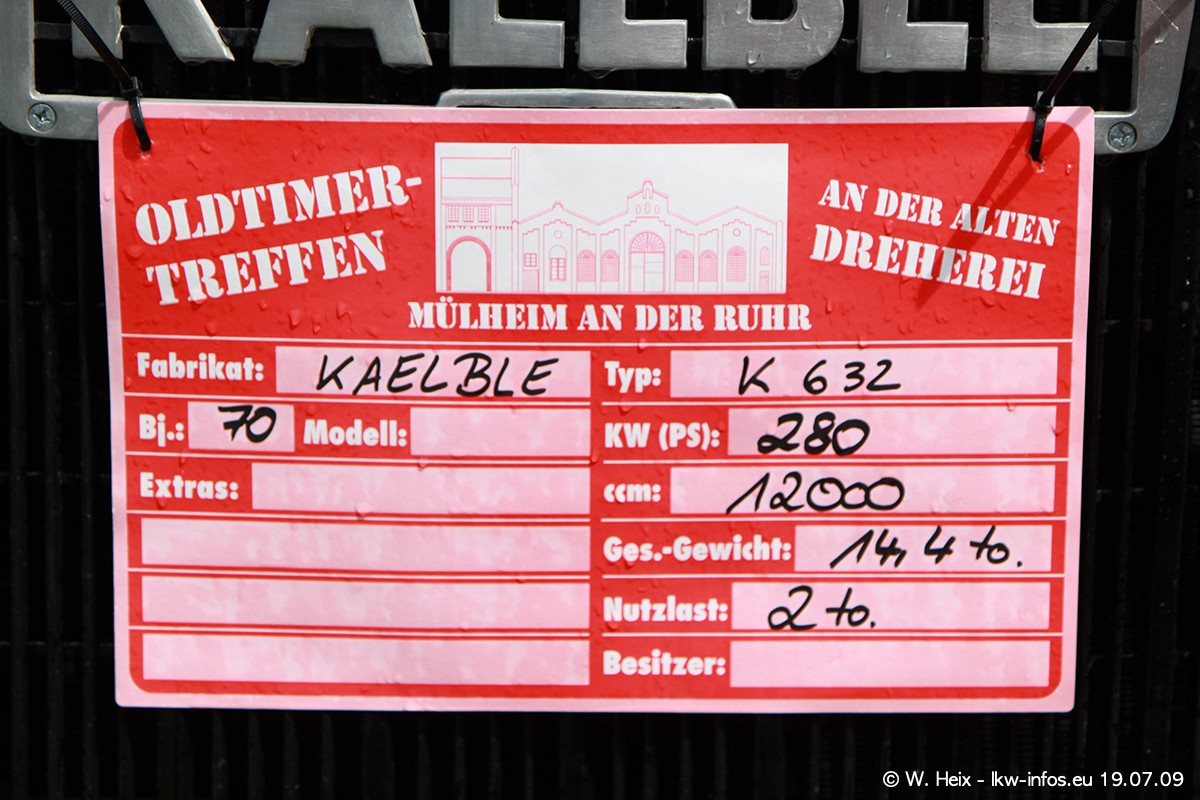 KAELBLE
OLDTIMER-
TREFFEN
AN DER ALTEN
DREHEREI
MÜLHEIM AN DER RUHR
Fabrikat: KAELBLE
Typ: K 632
Bj.: 70 Modell:
KW (PS): 280
Extras:
ccm: 12000
Ges.-Gewicht: 14,4 to.
Nutzlast: 2 to.
Besitzer:
© W. Heix - lkw-infos.eu 19.07.09